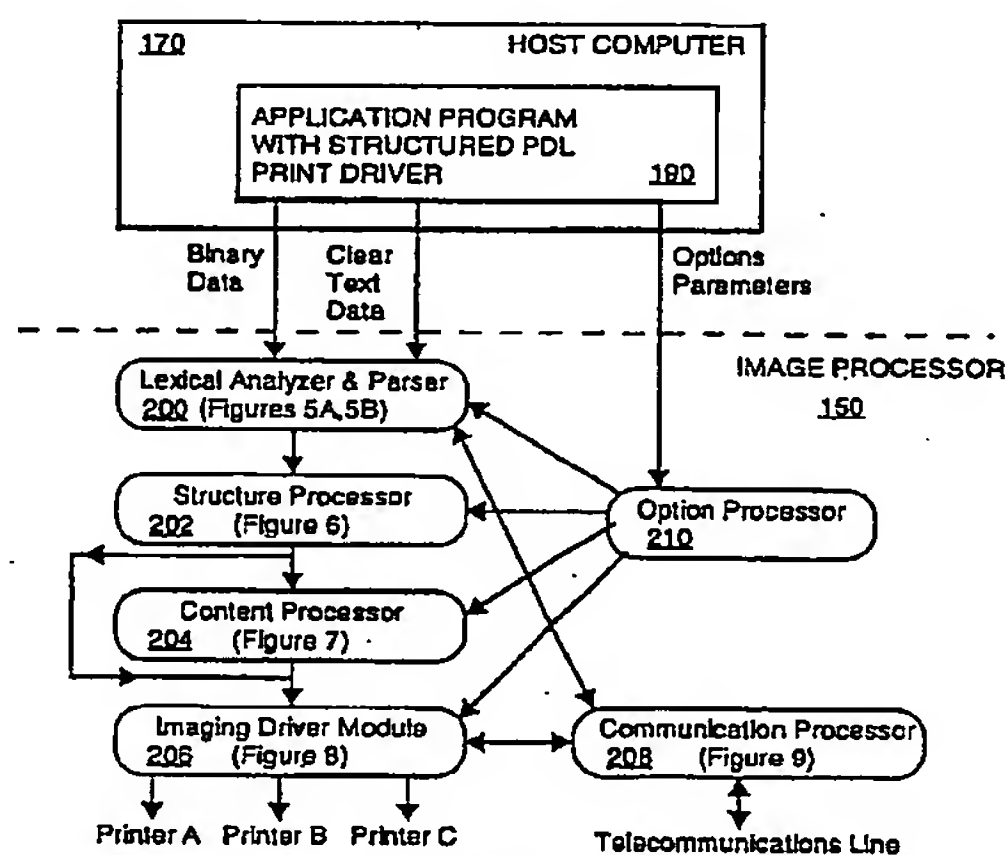 170 HOST COMPUTER
APPLICATION PROGRAM
WITH STRUCTURED PDL
PRINT DRIVER 190
Binary
Data
Clear
Text
Data
Options
Parameters
IMAGE PROCESSOR
150
Lexical Analyzer & Parser
200 (Figures 5A,5B)
Structure Processor
202 (Figure 6)
Option Processor
210
Content Processor
204 (Figure 7)
Imaging Driver Module
206 (Figure 8)
Communication Processor
208 (Figure 9)
Printer A Printer B Printer C
Telecommunications Line